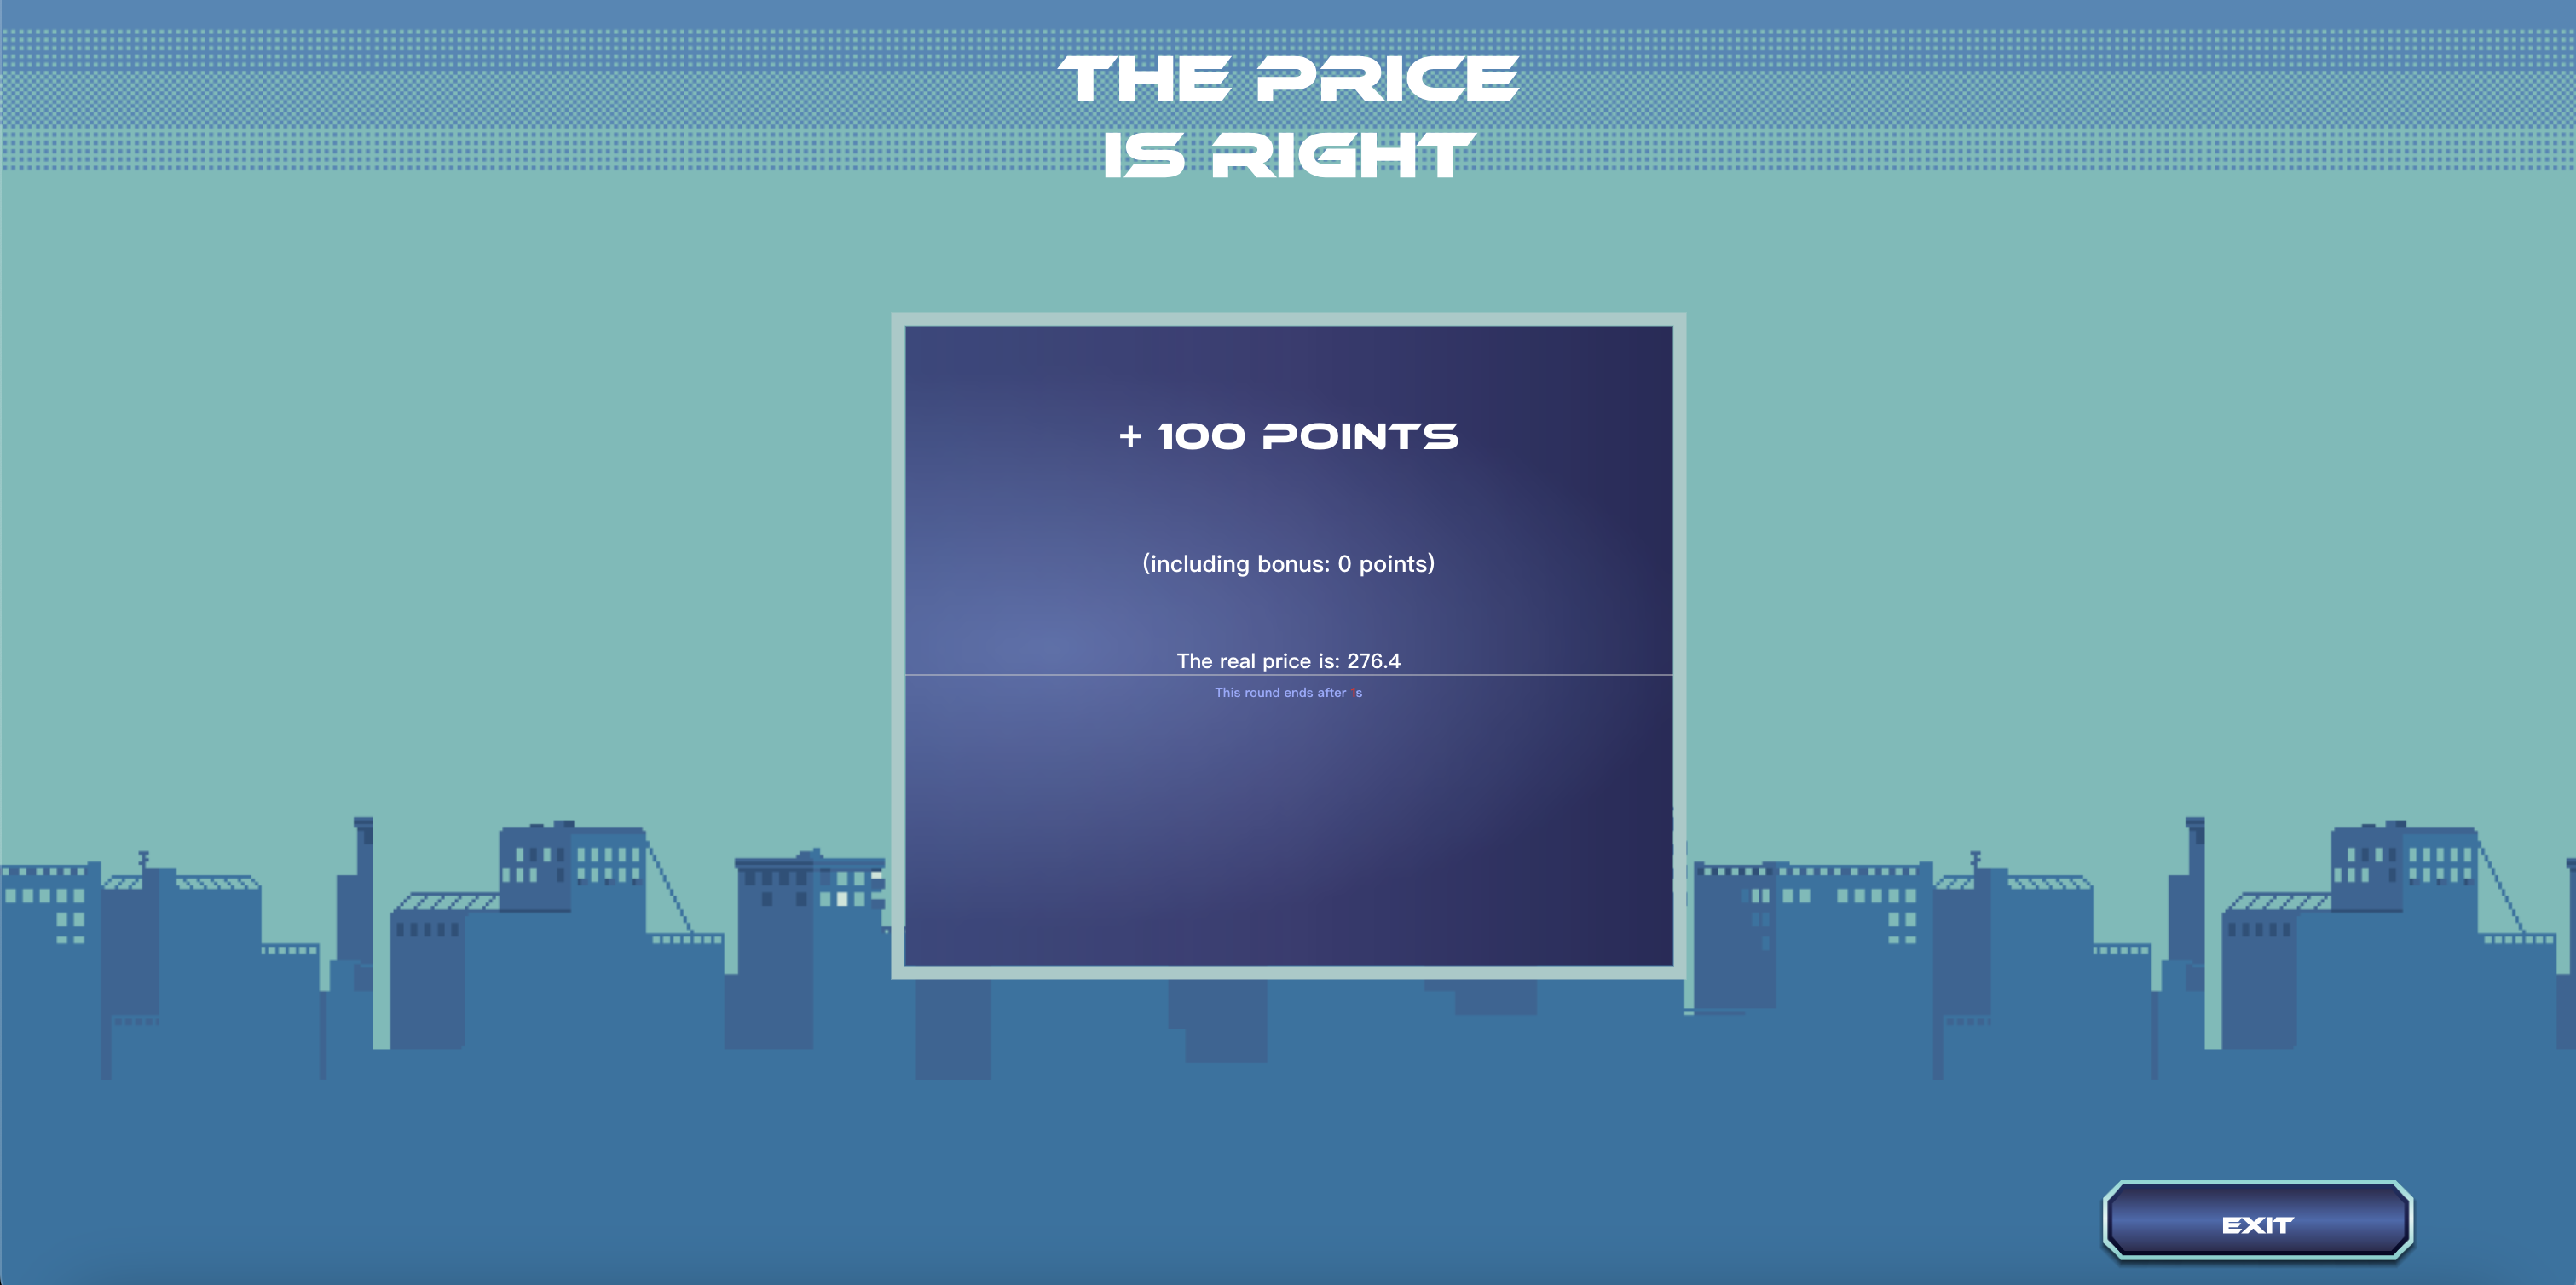 THE PRICE
IS RIGHT
+ 100 POINTS
(including bonus: 0 points)
The real price is: 276.4
This round ends after 1s
EXIT